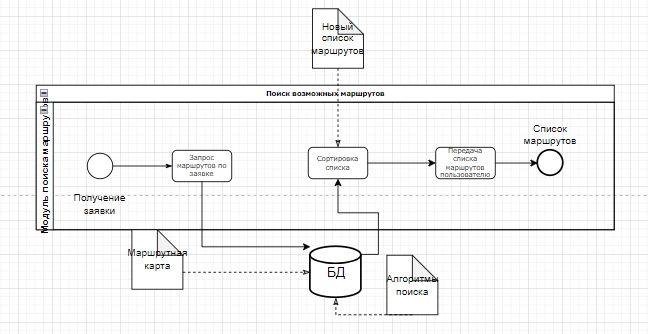 Новый
список
маршрутов
Поиск возможных маршрутов
Модуль поиска маршрутов
Запрос
маршрутов по
заявке
Сортировка
списка
Передача
списка
маршрутов
пользователю
Список
маршрутов
Получение
заявки
Маршрутная
карта
БД
Алгоритмы
поиска